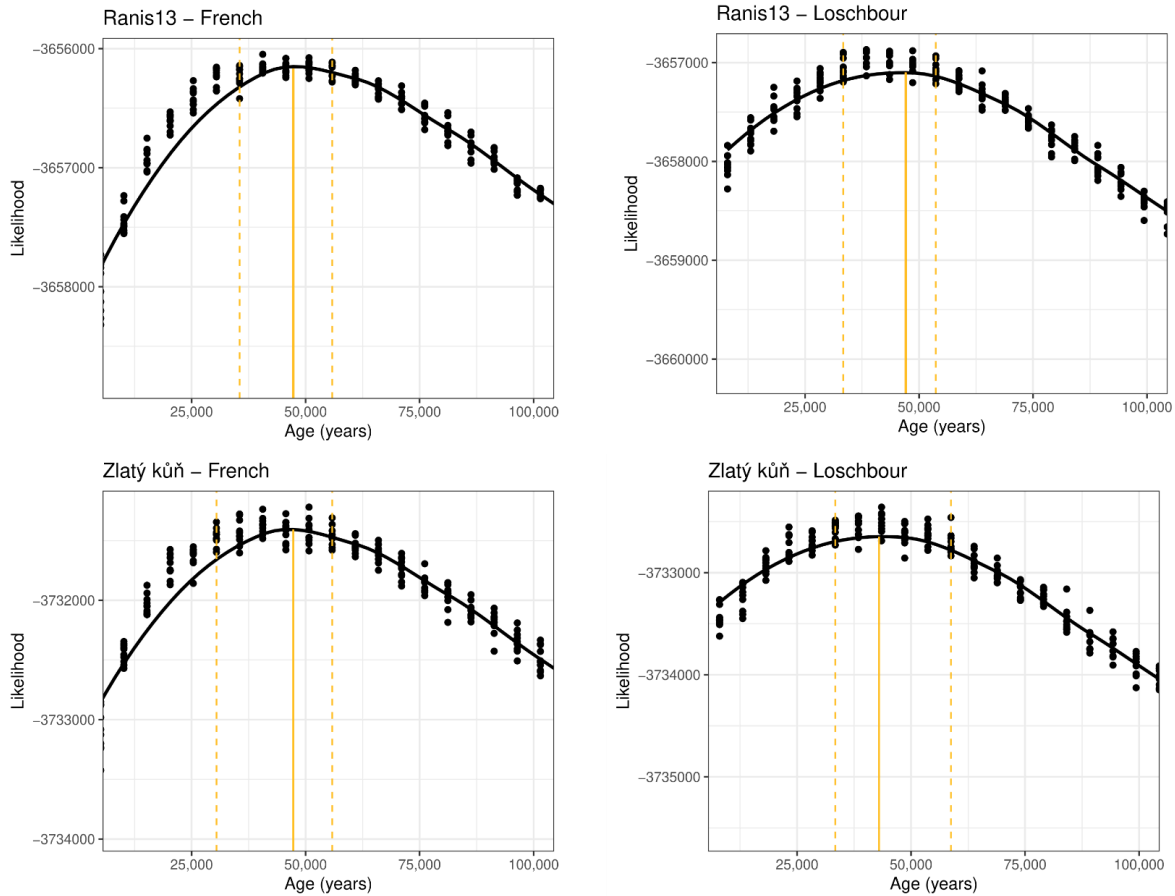 Ranis13 − French
Likelihood
−3656000
−3657000
−3658000
25,000
50,000
75,000
100,000
Age (years)
Ranis13 − Loschbour
Likelihood
−3657000
−3658000
−3659000
−3660000
25,000
50,000
75,000
100,000
Age (years)
Zlatý kůň − French
Likelihood
−3732000
−3733000
−3734000
25,000
50,000
75,000
100,000
Age (years)
Zlatý kůň − Loschbour
Likelihood
−3733000
−3734000
−3735000
25,000
50,000
75,000
100,000
Age (years)